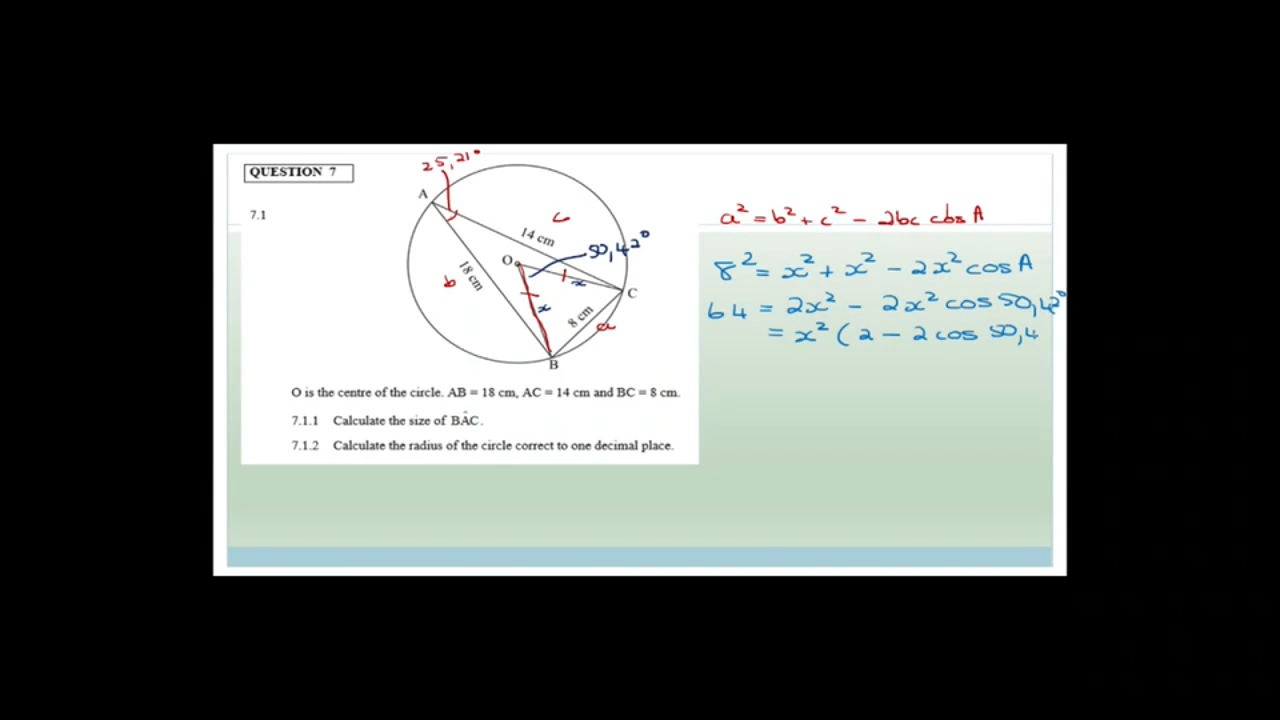 QUESTION 7
7.1
25,21°
A
c
14 cm
50,42°
O
x
C
b
18 cm
x
8 cm
a
B
O is the centre of the circle. AB = 18 cm, AC = 14 cm and BC = 8 cm.
7.1.1 Calculate the size of BÂC.
7.1.2 Calculate the radius of the circle correct to one decimal place.
a² = b² + c² - 2bc cos A
8² = x² + x² - 2x² cos A
64 = 2x² - 2x² cos 50,42°
= x² ( 2 - 2 cos 50,4